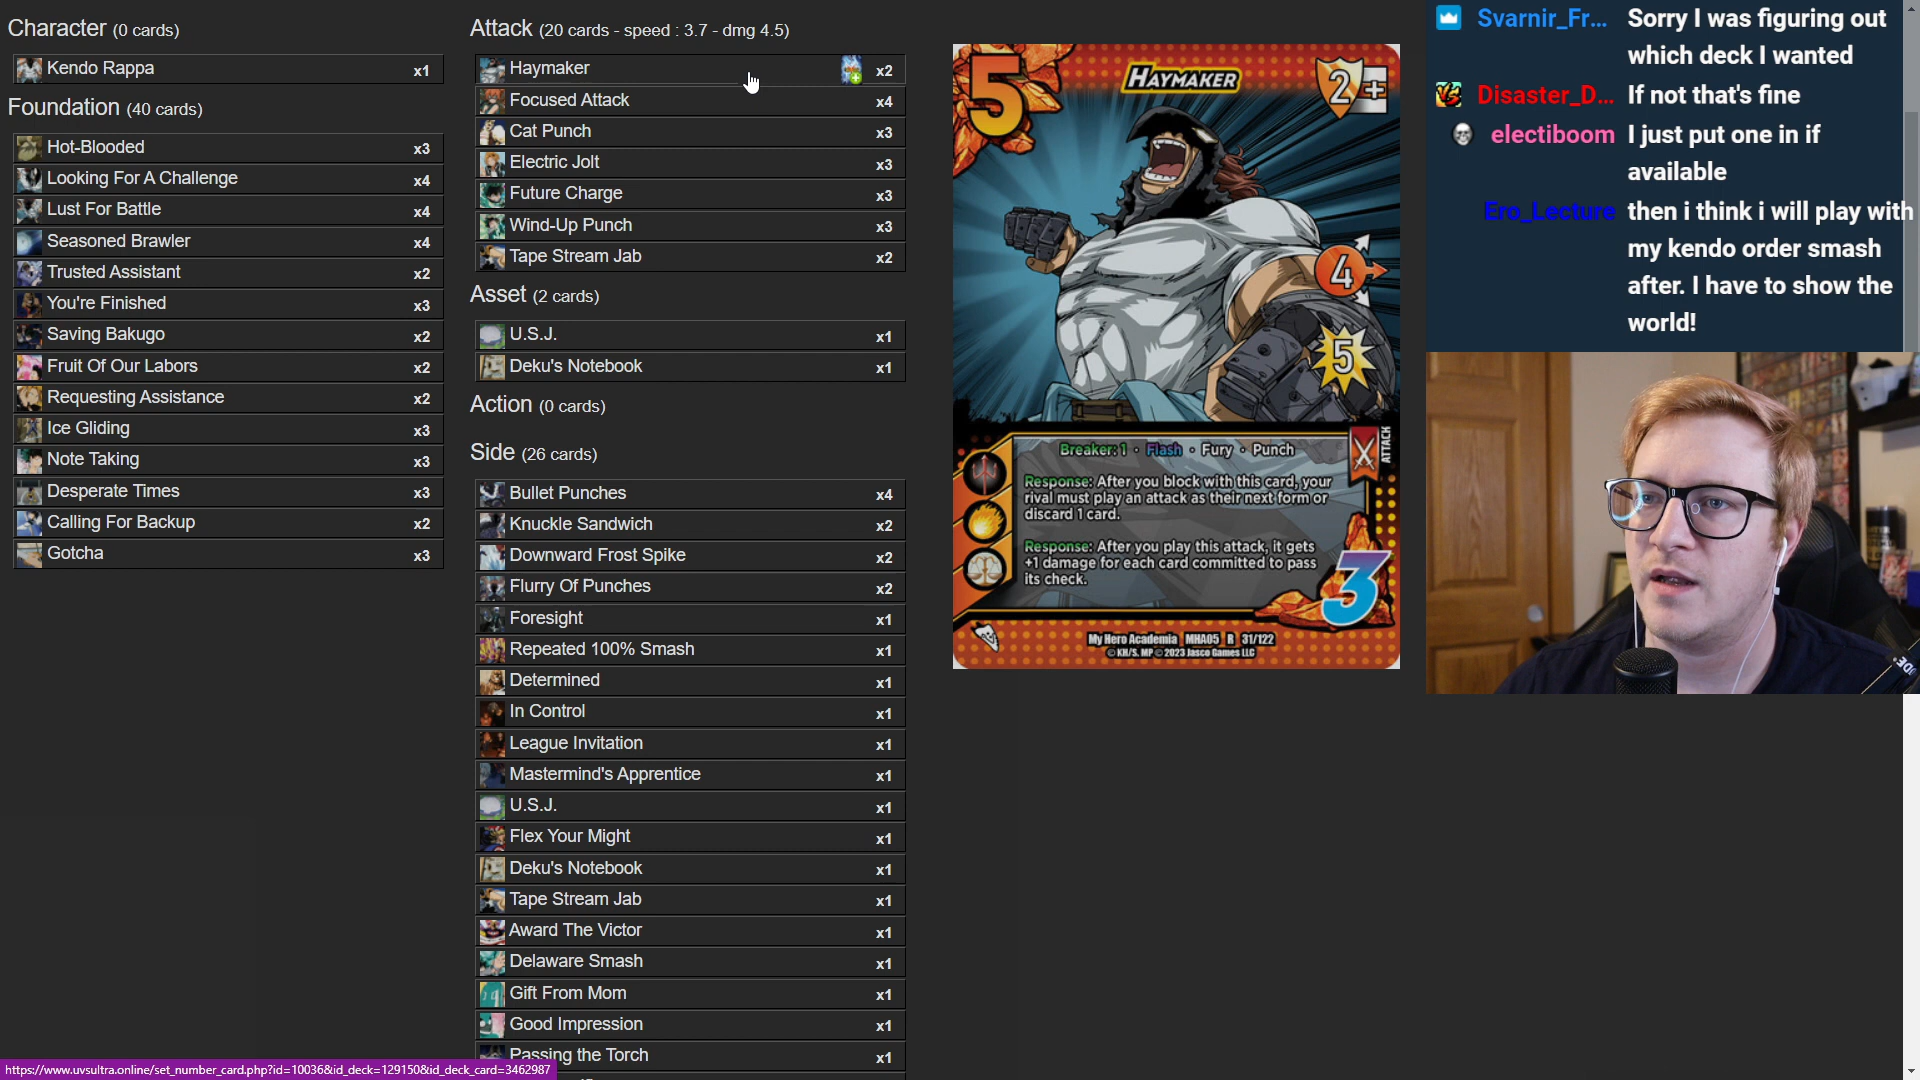 Character (0 cards)
Kendo Rappa x1
Foundation (40 cards)
Hot-Blooded x3
Looking For A Challenge x4
Lust For Battle x4
Seasoned Brawler x4
Trusted Assistant x2
You're Finished x3
Saving Bakugo x2
Fruit Of Our Labors x2
Requesting Assistance x2
Ice Gliding x3
Note Taking x3
Desperate Times x3
Calling For Backup x2
Gotcha x3
Attack (20 cards - speed : 3.7 - dmg 4.5)
Haymaker x2
Focused Attack x4
Cat Punch x3
Electric Jolt x3
Future Charge x3
Wind-Up Punch x3
Tape Stream Jab x2
Asset (2 cards)
U.S.J. x1
Deku's Notebook x1
Action (0 cards)
Side (26 cards)
Bullet Punches x4
Knuckle Sandwich x2
Downward Frost Spike x2
Flurry Of Punches x2
Foresight x1
Repeated 100% Smash x1
Determined x1
In Control x1
League Invitation x1
Mastermind's Apprentice x1
U.S.J. x1
Flex Your Might x1
Deku's Notebook x1
Tape Stream Jab x1
Award The Victor x1
Delaware Smash x1
Gift From Mom x1
Good Impression x1
Passing the Torch x1
5
HAYMAKER
2+
4
5
Breaker: 1 · Flash · Fury · Punch
ATTACK
Response: After you block with this card, your
rival must play an attack as their next form or
discard 1 card.
Response: After you play this attack, it gets
+1 damage for each card committed to pass
its check.
3
My Hero Academia MHA05 R 31/122
© KH/S. MP © 2023 Jasco Games LLC
Svarnir_Fr... Sorry I was figuring out
which deck I wanted
Disaster_D... If not that's fine
electiboom I just put one in if
available
Ero_Lecture then i think i will play with
my kendo order smash
after. I have to show the
world!
https://www.uvsultra.online/set_number_card.php?id=10036&id_deck=129150&id_deck_card=3462987